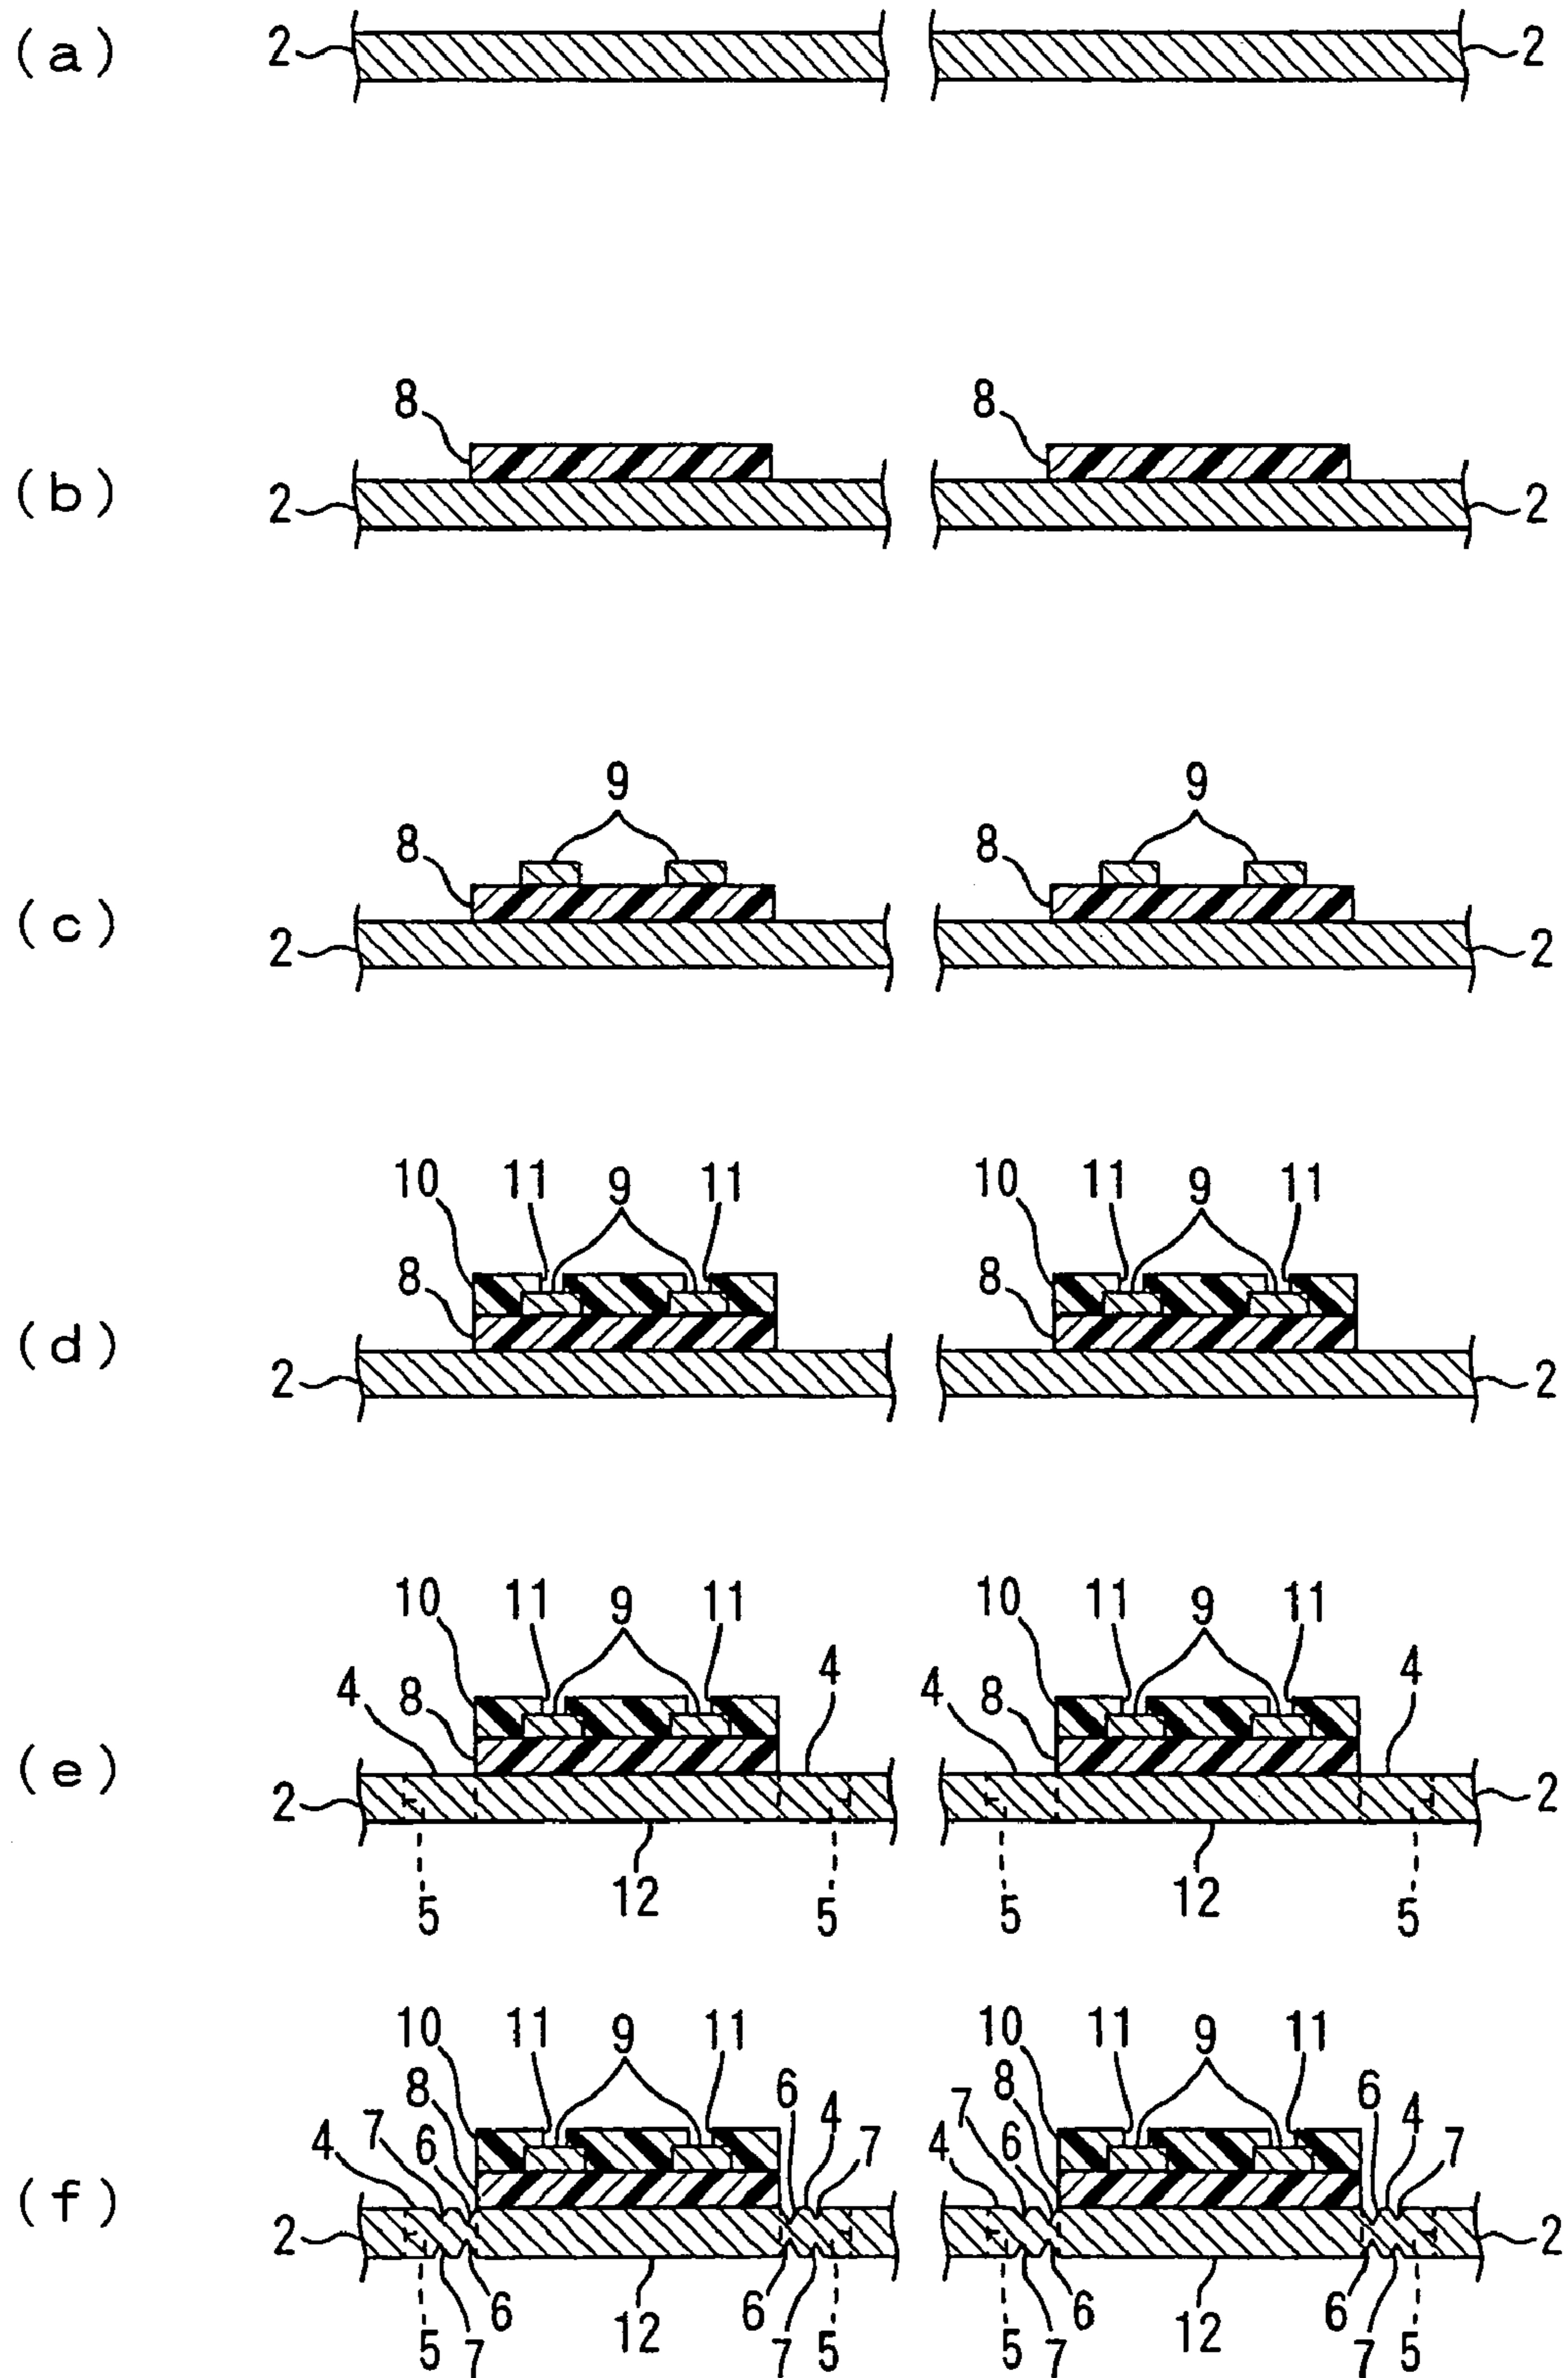 (a) 2 2
8 8
(b) 2 2
9 9
8 8
(c) 2 2
10 11 9 11 10 11 9 11
8 8
(d) 2 2
10 11 9 11 10 11 9 11
4 8 4 4 8 4
(e) 2 2
5 12 5 5 12 5
10 11 9 11 10 11 9 11
8 6 8 6
4 7 6 4 7 4 7 6 4 7
(f) 2 2
6 6 6 6
5 7 12 7 5 5 7 12 7 5